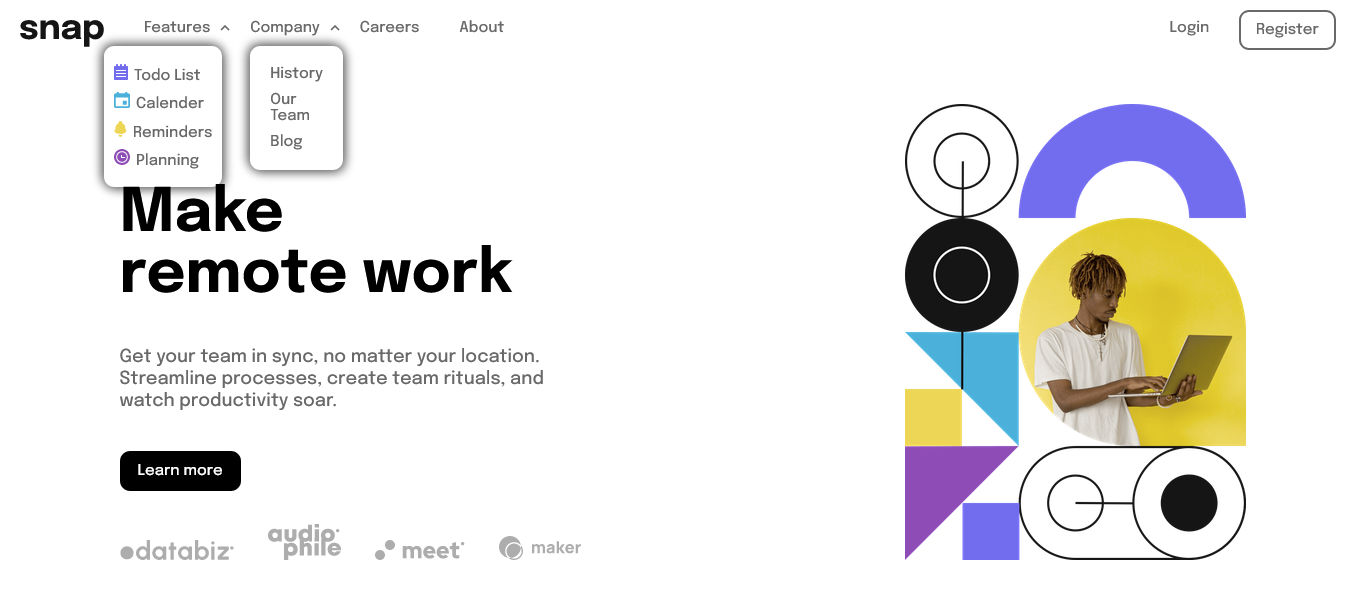 snap
Features
Company
Careers
About
Login
Register
Todo List
Calender
Reminders
Planning
History
Our
Team
Blog
Make
remote work
Get your team in sync, no matter your location.
Streamline processes, create team rituals, and
watch productivity soar.
Learn more
databiz
audio
phile
meet
maker